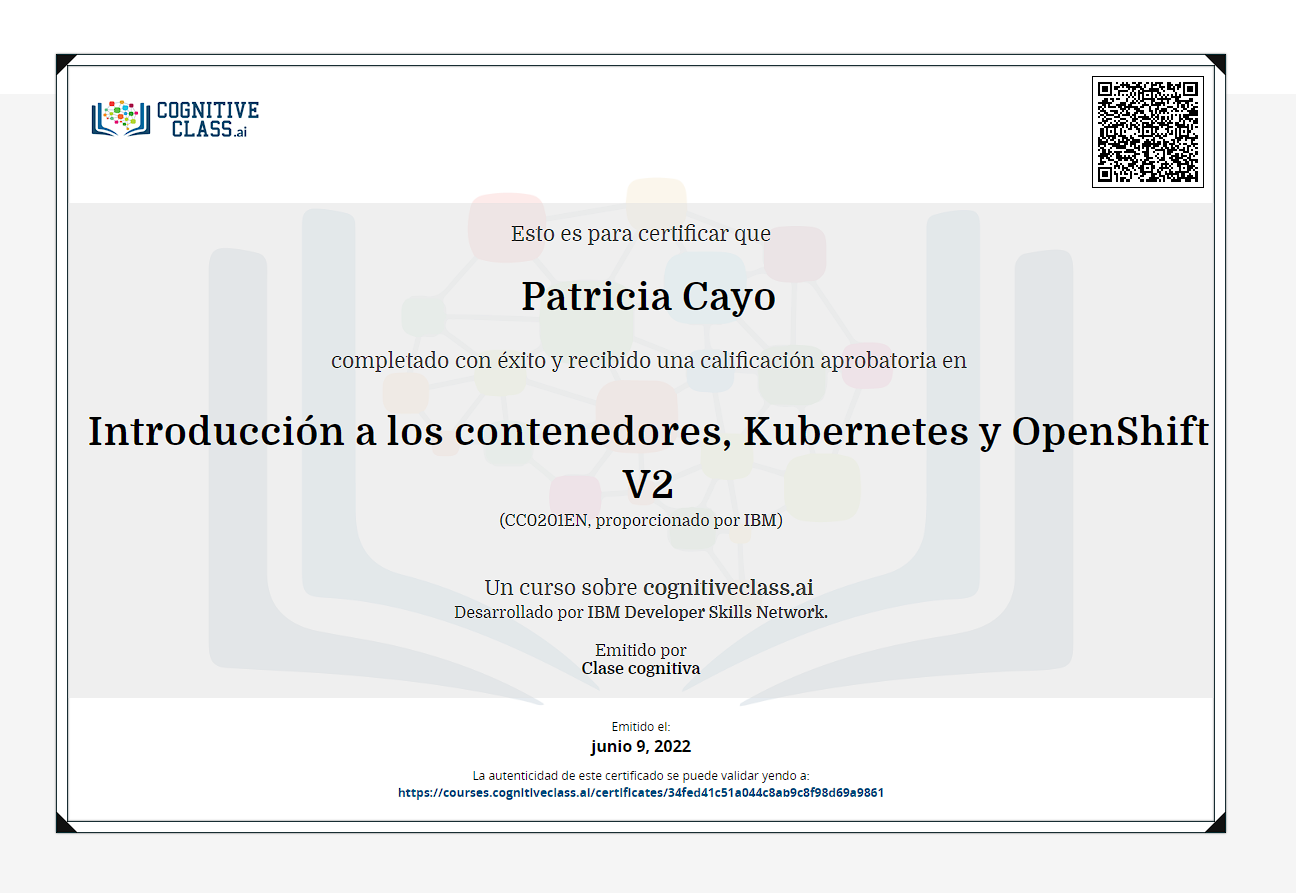 COGNITIVE
CLASS.ai
Esto es para certificar que
Patricia Cayo
completado con éxito y recibido una calificación aprobatoria en
Introducción a los contenedores, Kubernetes y OpenShift
V2
(CC0201EN, proporcionado por IBM)
Un curso sobre cognitiveclass.ai
Desarrollado por IBM Developer Skills Network.
Emitido por
Clase cognitiva
Emitido el:
junio 9, 2022
La autenticidad de este certificado se puede validar yendo a:
https://courses.cognitiveclass.ai/certificates/34fed41c51a044c8ab9c8f98d69a9861